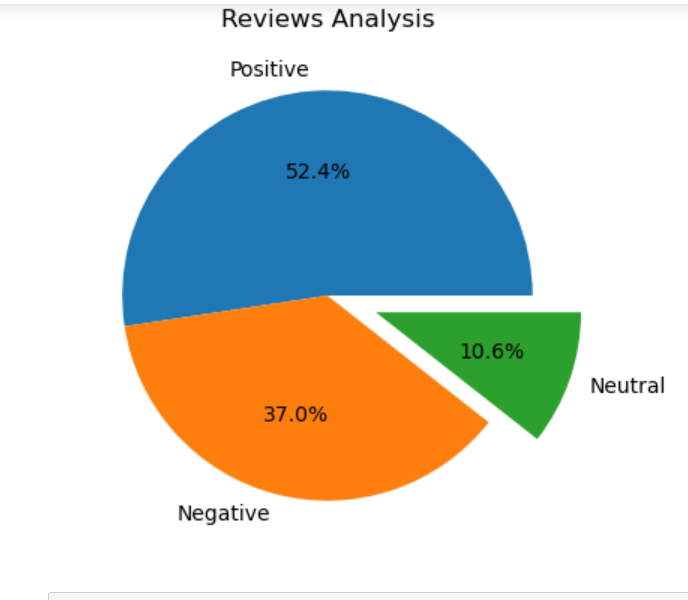 Reviews Analysis
Positive
52.4%
10.6%
Neutral
37.0%
Negative